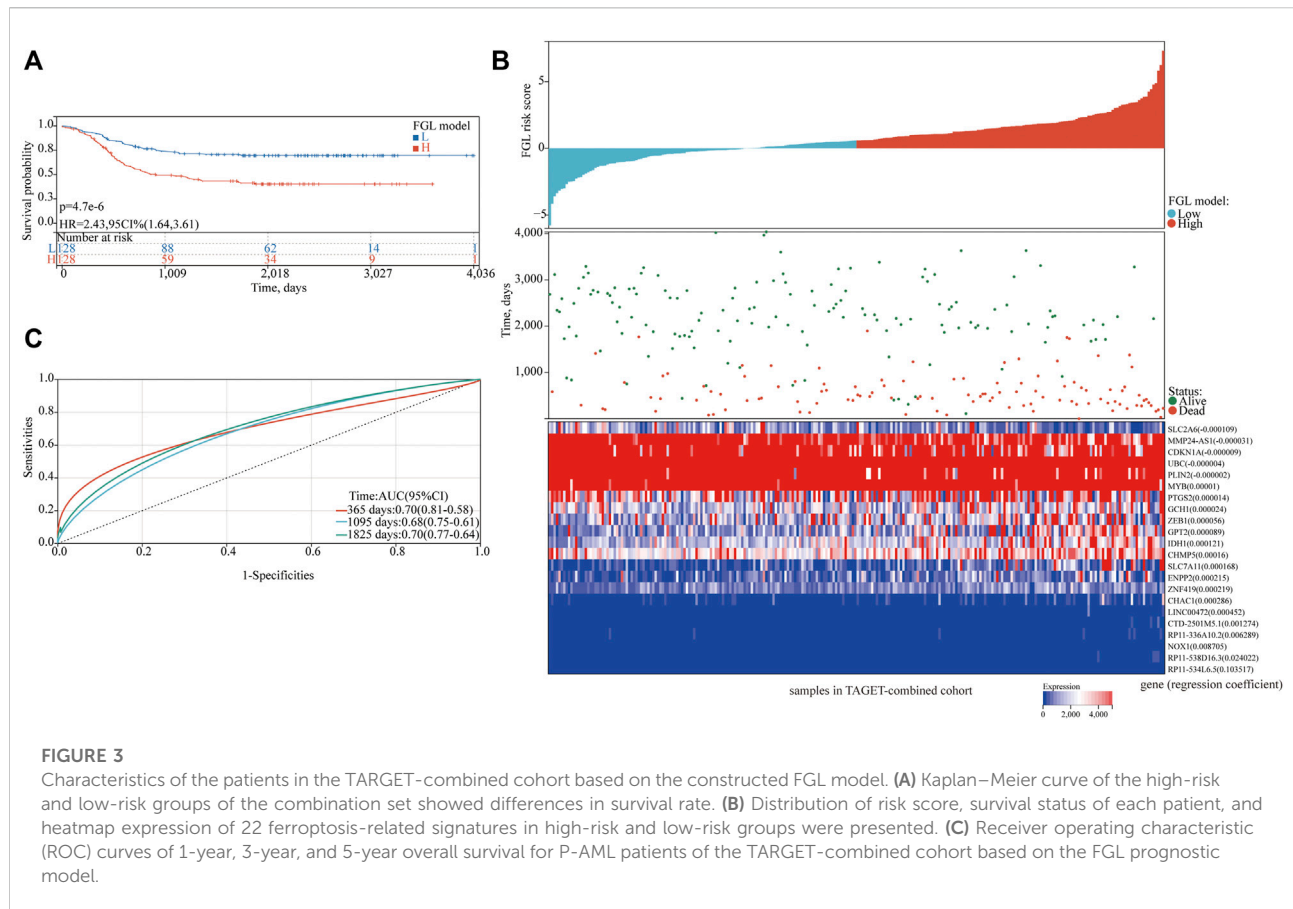 A
Survival probability
1.0
0.8
0.5
0.3
0.0
FGL model
L
H
p=4.7e-6
HR=2.43,95CI%(1.64,3.61)
Number at risk
L 128 88 62 14 1
H 128 59 34 9 1
0 1,009 2,018 3,027 4,036
Time, days
B
FGL risk score
5
0
−5
FGL model:
Low
High
Time, days
4,000
3,000
2,000
1,000
Status:
Alive
Dead
SLC2A6(-0.000109)
MMP24-AS1(-0.000031)
CDKN1A(-0.000009)
UBC(-0.000004)
PLIN2(-0.000002)
MYB(0.00001)
PTGS2(0.000014)
GCH1(0.000024)
ZEB1(0.000056)
GPT2(0.000089)
IDH1(0.000121)
CHMP5(0.00016)
SLC7A11(0.000168)
ENPP2(0.000215)
ZNF419(0.000219)
CHAC1(0.000286)
LINC00472(0.000452)
CTD-2501M5.1(0.001274)
RP11-336A10.2(0.006289)
NOX1(0.008705)
RP11-538D16.3(0.024022)
RP11-534L6.5(0.103517)
samples in TAGET-combined cohort
Expression
0 2,000 4,000
gene (regression coefficient)
C
Sensitivities
1.0
0.8
0.6
0.4
0.2
0.0
0.0 0.2 0.4 0.6 0.8 1.0
1-Specificities
Time:AUC(95%CI)
365 days:0.70(0.81-0.58)
1095 days:0.68(0.75-0.61)
1825 days:0.70(0.77-0.64)
FIGURE 3
Characteristics of the patients in the TARGET-combined cohort based on the constructed FGL model. (A) Kaplan–Meier curve of the high-risk
and low-risk groups of the combination set showed differences in survival rate. (B) Distribution of risk score, survival status of each patient, and
heatmap expression of 22 ferroptosis-related signatures in high-risk and low-risk groups were presented. (C) Receiver operating characteristic
(ROC) curves of 1-year, 3-year, and 5-year overall survival for P-AML patients of the TARGET-combined cohort based on the FGL prognostic
model.